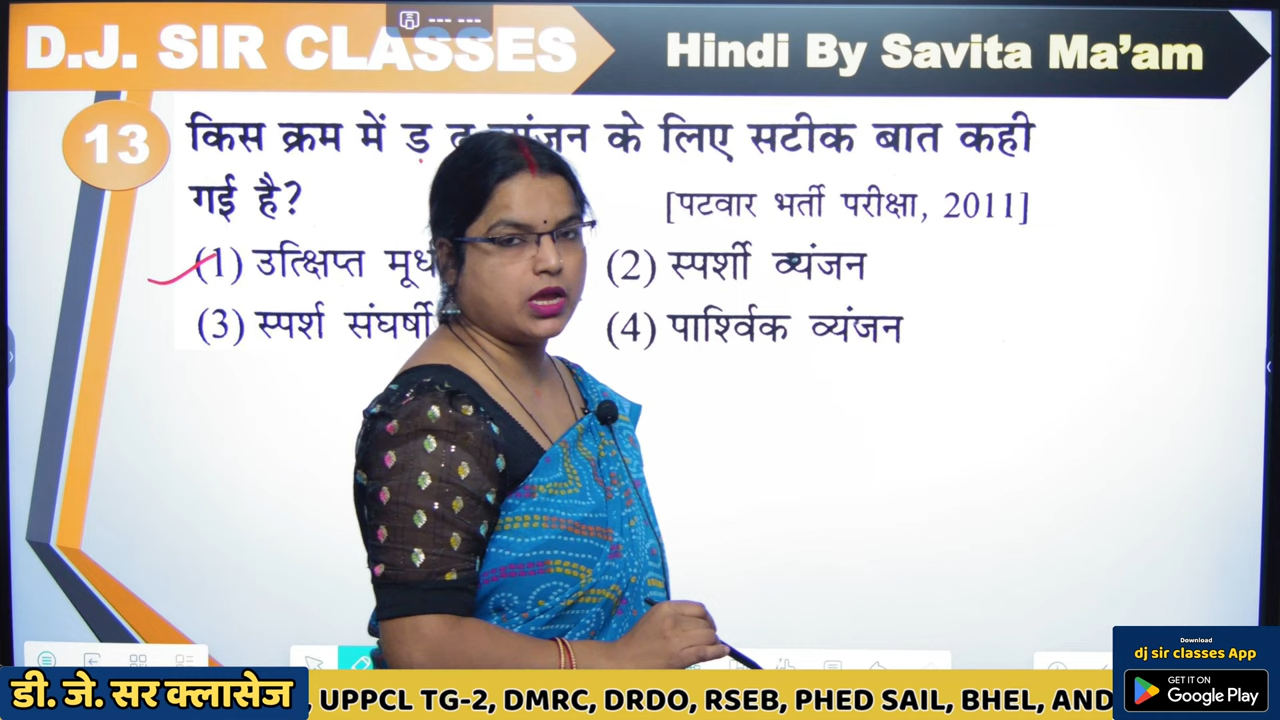 D.J. SIR CLASSES
Hindi By Savita Ma’am
13
किस क्रम में ड़ व्यंजन के लिए सटीक बात कही
गई है?
[पटवार भर्ती परीक्षा, 2011]
(1) उत्क्षिप्त
(2) स्पर्शी व्यंजन
(3) स्पर्श संघर्षी
(4) पार्श्विक व्यंजन
Download
dj sir classes App
GET IT ON
Google Play
डी. जे. सर क्लासेज
, UPPCL TG-2, DMRC, DRDO, RSEB, PHED SAIL, BHEL, AND